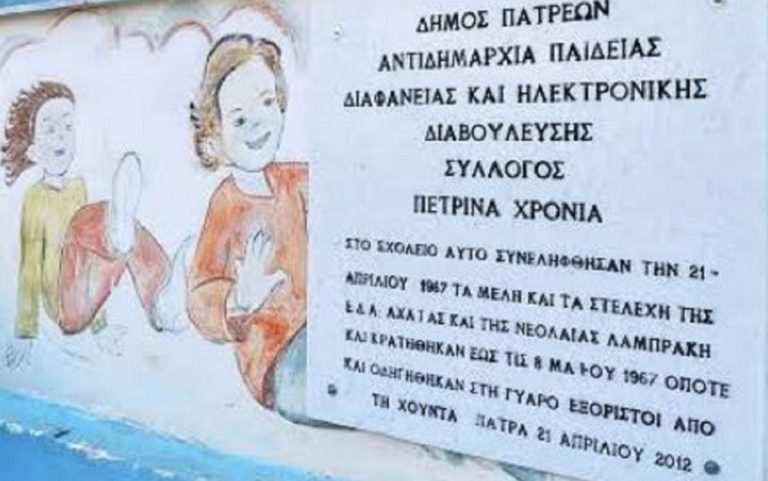 ΔΗΜΟΣ ΠΑΤΡΕΩΝ
ΑΝΤΙΔΗΜΑΡΧΙΑ ΠΑΙΔΕΙΑΣ
ΔΙΑΦΑΝΕΙΑΣ ΚΑΙ ΗΛΕΚΤΡΟΝΙΚΗΣ
ΔΙΑΒΟΥΛΕΥΣΗΣ
ΣΥΛΛΟΓΟΣ
ΠΕΤΡΙΝΑ ΧΡΟΝΙΑ
ΣΤΟ ΣΧΟΛΕΙΟ ΑΥΤΟ ΣΥΝΕΛΗΦΘΗΣΑΝ ΤΗΝ 21-
ΑΠΡΙΛΙΟΥ 1967 ΤΑ ΜΕΛΗ ΚΑΙ ΤΑ ΣΤΕΛΕΧΗ ΤΗΣ
Ε.Δ.Α. ΑΧΑΙΑΣ ΚΑΙ ΤΗΣ ΝΕΟΛΑΙΑΣ ΛΑΜΠΡΑΚΗ
ΚΑΙ ΚΡΑΤΗΘΗΚΑΝ ΕΩΣ ΤΙΣ 8 ΜΑΪΟΥ 1967 ΟΠΟΤΕ
ΚΑΙ ΟΔΗΓΗΘΗΚΑΝ ΣΤΗ ΓΥΑΡΟ ΕΞΟΡΙΣΤΟΙ ΑΠΟ
ΤΗ ΧΟΥΝΤΑ ΠΑΤΡΑ 21 ΑΠΡΙΛΙΟΥ 2012